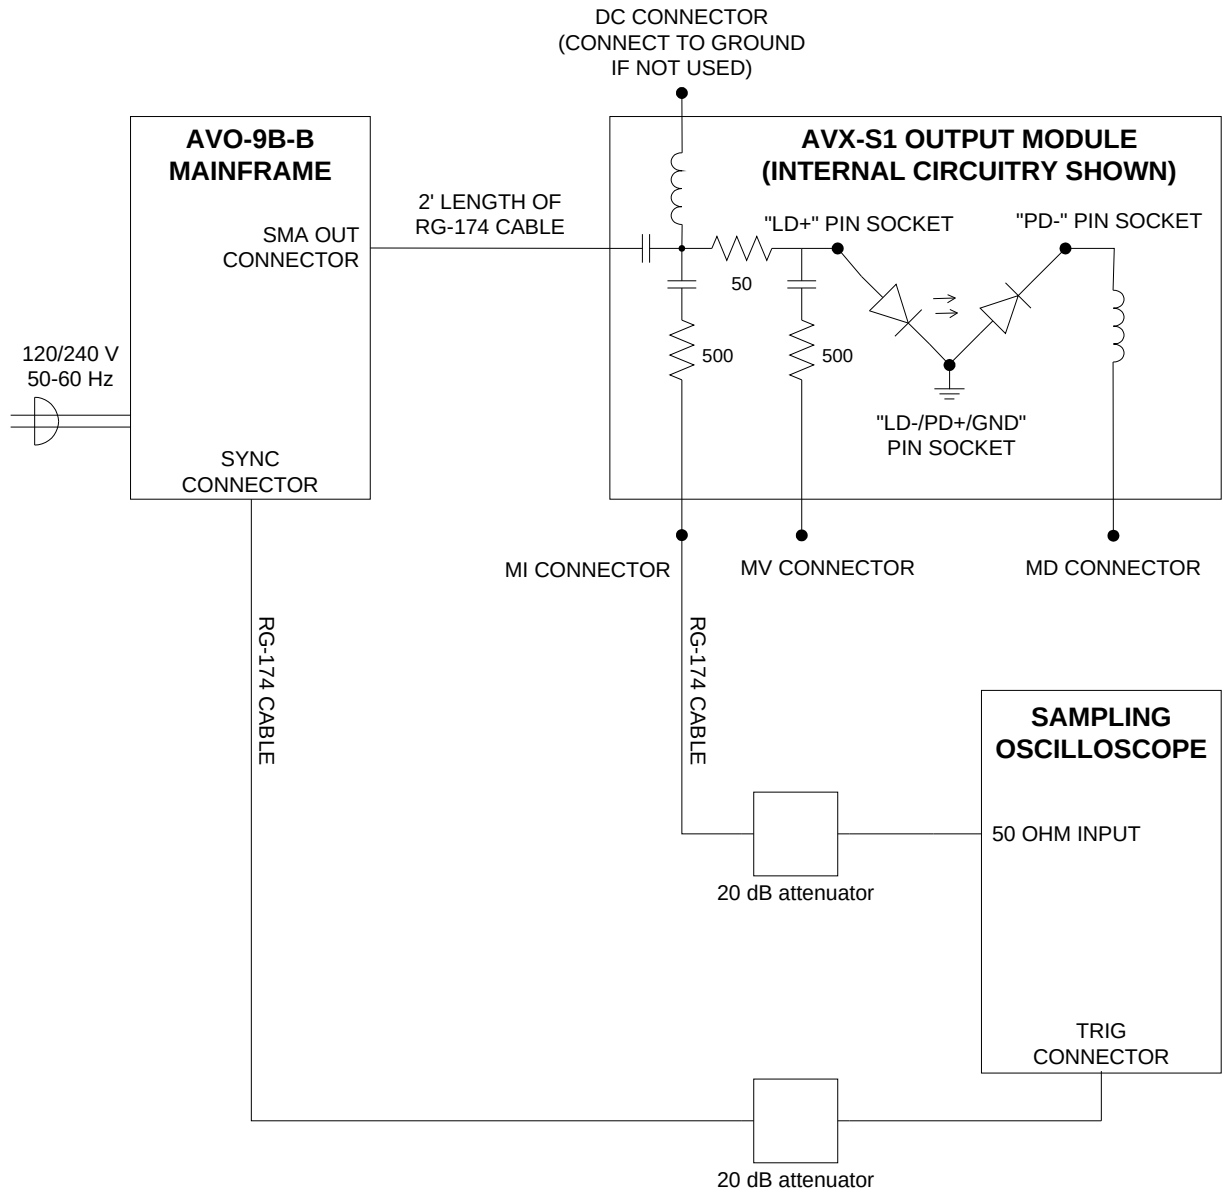 DC CONNECTOR
(CONNECT TO GROUND
IF NOT USED)
AVO-9B-B
MAINFRAME
SMA OUT
CONNECTOR
2' LENGTH OF
RG-174 CABLE
AVX-S1 OUTPUT MODULE
(INTERNAL CIRCUITRY SHOWN)
"LD+" PIN SOCKET
"PD-" PIN SOCKET
50
500
500
"LD-/PD+/GND"
PIN SOCKET
120/240 V
50-60 Hz
SYNC
CONNECTOR
MI CONNECTOR
MV CONNECTOR
MD CONNECTOR
RG-174 CABLE
RG-174 CABLE
SAMPLING
OSCILLOSCOPE
50 OHM INPUT
20 dB attenuator
TRIG
CONNECTOR
20 dB attenuator